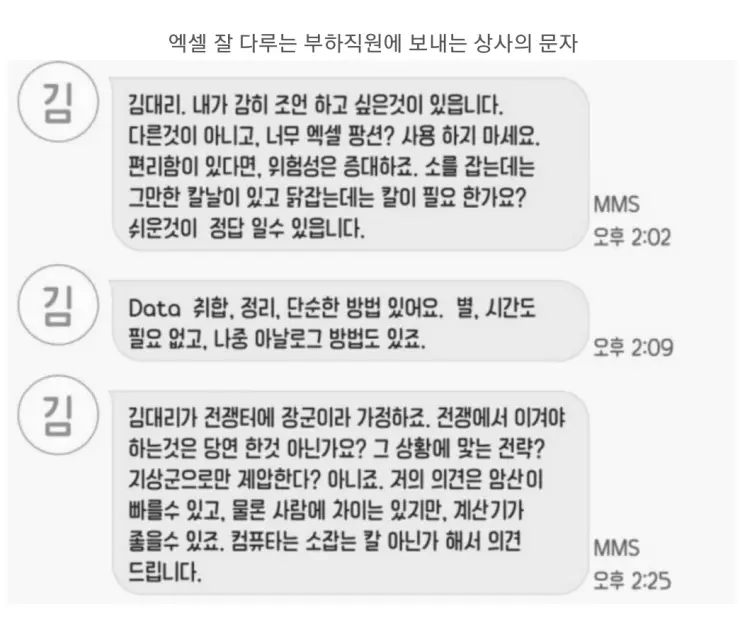 엑셀 잘 다루는 부하직원에 보내는 상사의 문자
김
김대리. 내가 감히 조언 하고 싶은것이 있읍니다.
다른것이 아니고, 너무 엑셀 팡션? 사용 하지 마세요.
편리함이 있다면, 위험성은 증대하죠. 소를 잡는데는
그만한 칼날이 있고 닭잡는데는 칼이 필요 한가요?
쉬운것이 정답 일수 있읍니다.
MMS
오후 2:02
김
Data 취합, 정리, 단순한 방법 있어요. 별, 시간도
필요 없고, 나중 아날로그 방법도 있죠.
오후 2:09
김
김대리가 전쟁터에 장군이라 가정하죠. 전쟁에서 이겨야
하는것은 당연 한것 아닌가요? 그 상황에 맞는 전략?
지상군으로만 제압한다? 아니죠. 저의 의견은 암산이
빠를수 있고, 물론 사람에 차이는 있지만, 계산기가
좋을수 있죠. 컴퓨타는 소잡는 칼 아닌가 해서 의견
드립니다.
MMS
오후 2:25